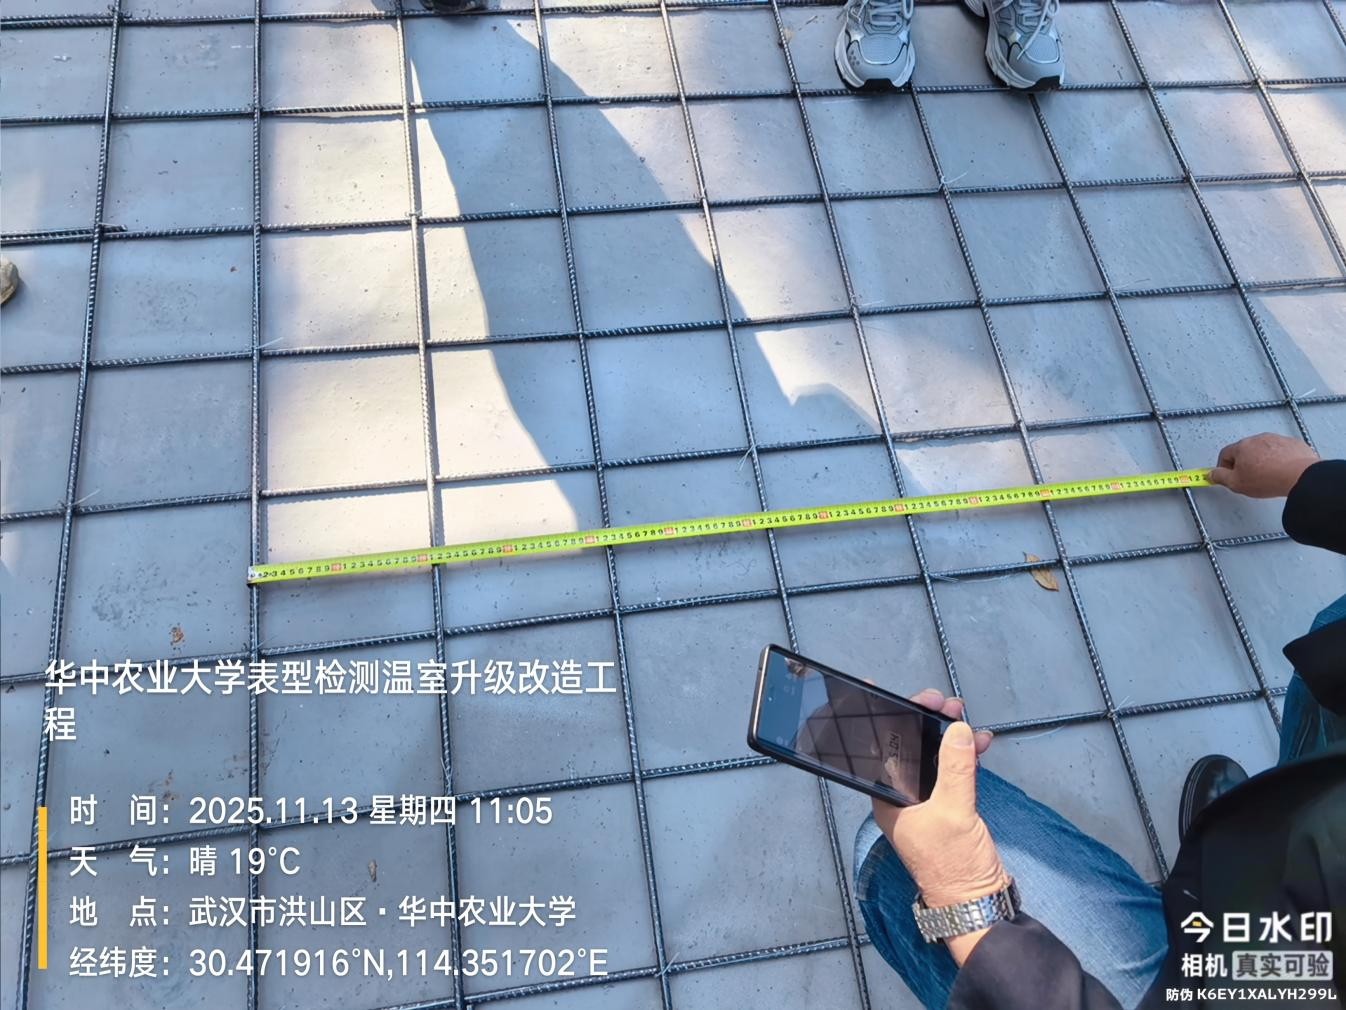 华中农业大学表型检测温室升级改造工
程
时 间：2025.11.13 星期四 11:05
天 气：晴 19°C
地 点：武汉市洪山区·华中农业大学
经纬度：30.471916°N,114.351702°E
今日水印
相机 真实可验
防伪 K6EY1XALYH299L